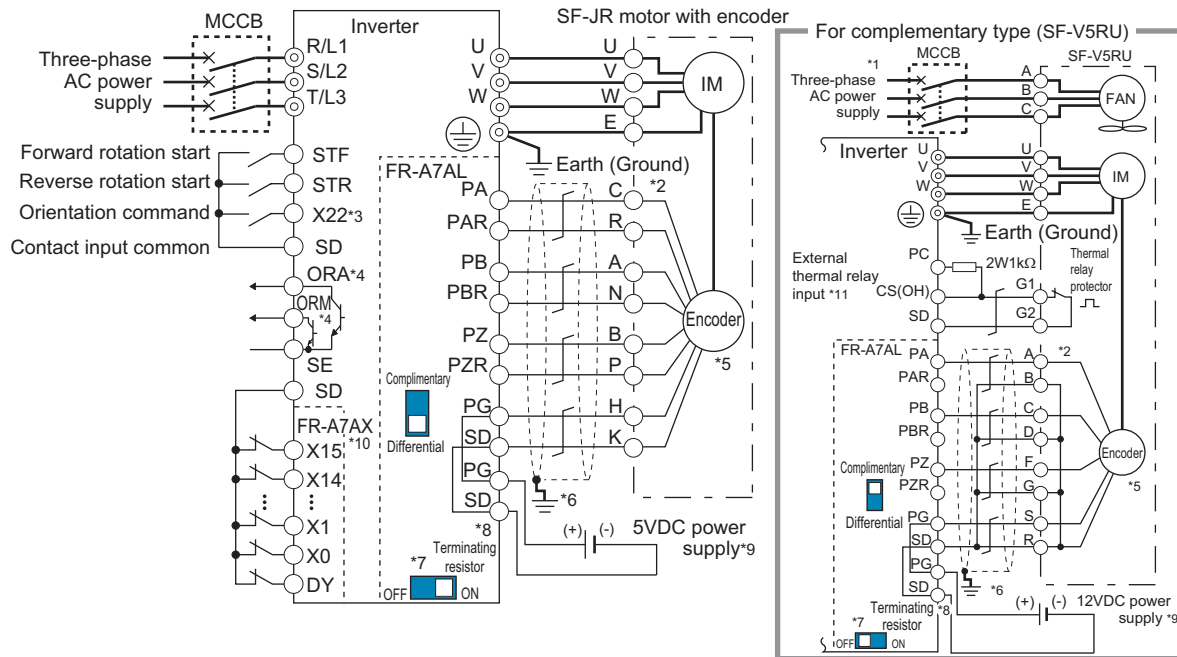 MCCB
Inverter
SF-JR motor with encoder
Three-phase
AC power
supply
R/L1
S/L2
T/L3
U
V
W
U
V
W
E
IM
Forward rotation start
Reverse rotation start
Orientation command
Contact input common
STF
STR
X22*3
SD
ORA*4
ORM
*4
SE
SD
FR-A7AX
*10
X15
X14
X1
X0
DY
Earth (Ground)
FR-A7AL
PA
PAR
PB
PBR
PZ
PZR
PG
SD
PG
SD
C
*2
R
A
N
B
P
H
K
Encoder
*5
Complimentary
Differential
*6
*8
*7
Terminating
resistor
OFF
ON
(+)
(-)
5VDC power
supply*9
For complementary type (SF-V5RU)
MCCB
SF-V5RU
*1
Three-phase
AC power
supply
A
B
C
FAN
Inverter
U
V
W
U
V
W
E
IM
Earth (Ground)
External
thermal relay
input *11
PC
2W1kΩ
CS(OH)
SD
G1
G2
Thermal
relay
protector
FR-A7AL
PA
PAR
PB
PBR
PZ
PZR
PG
SD
PG
SD
A
*2
B
C
D
F
G
S
R
Encoder
*5
Complimentary
Differential
*6
Terminating *8
resistor
*7
OFF
ON
(+)
(-)
12VDC power
supply *9